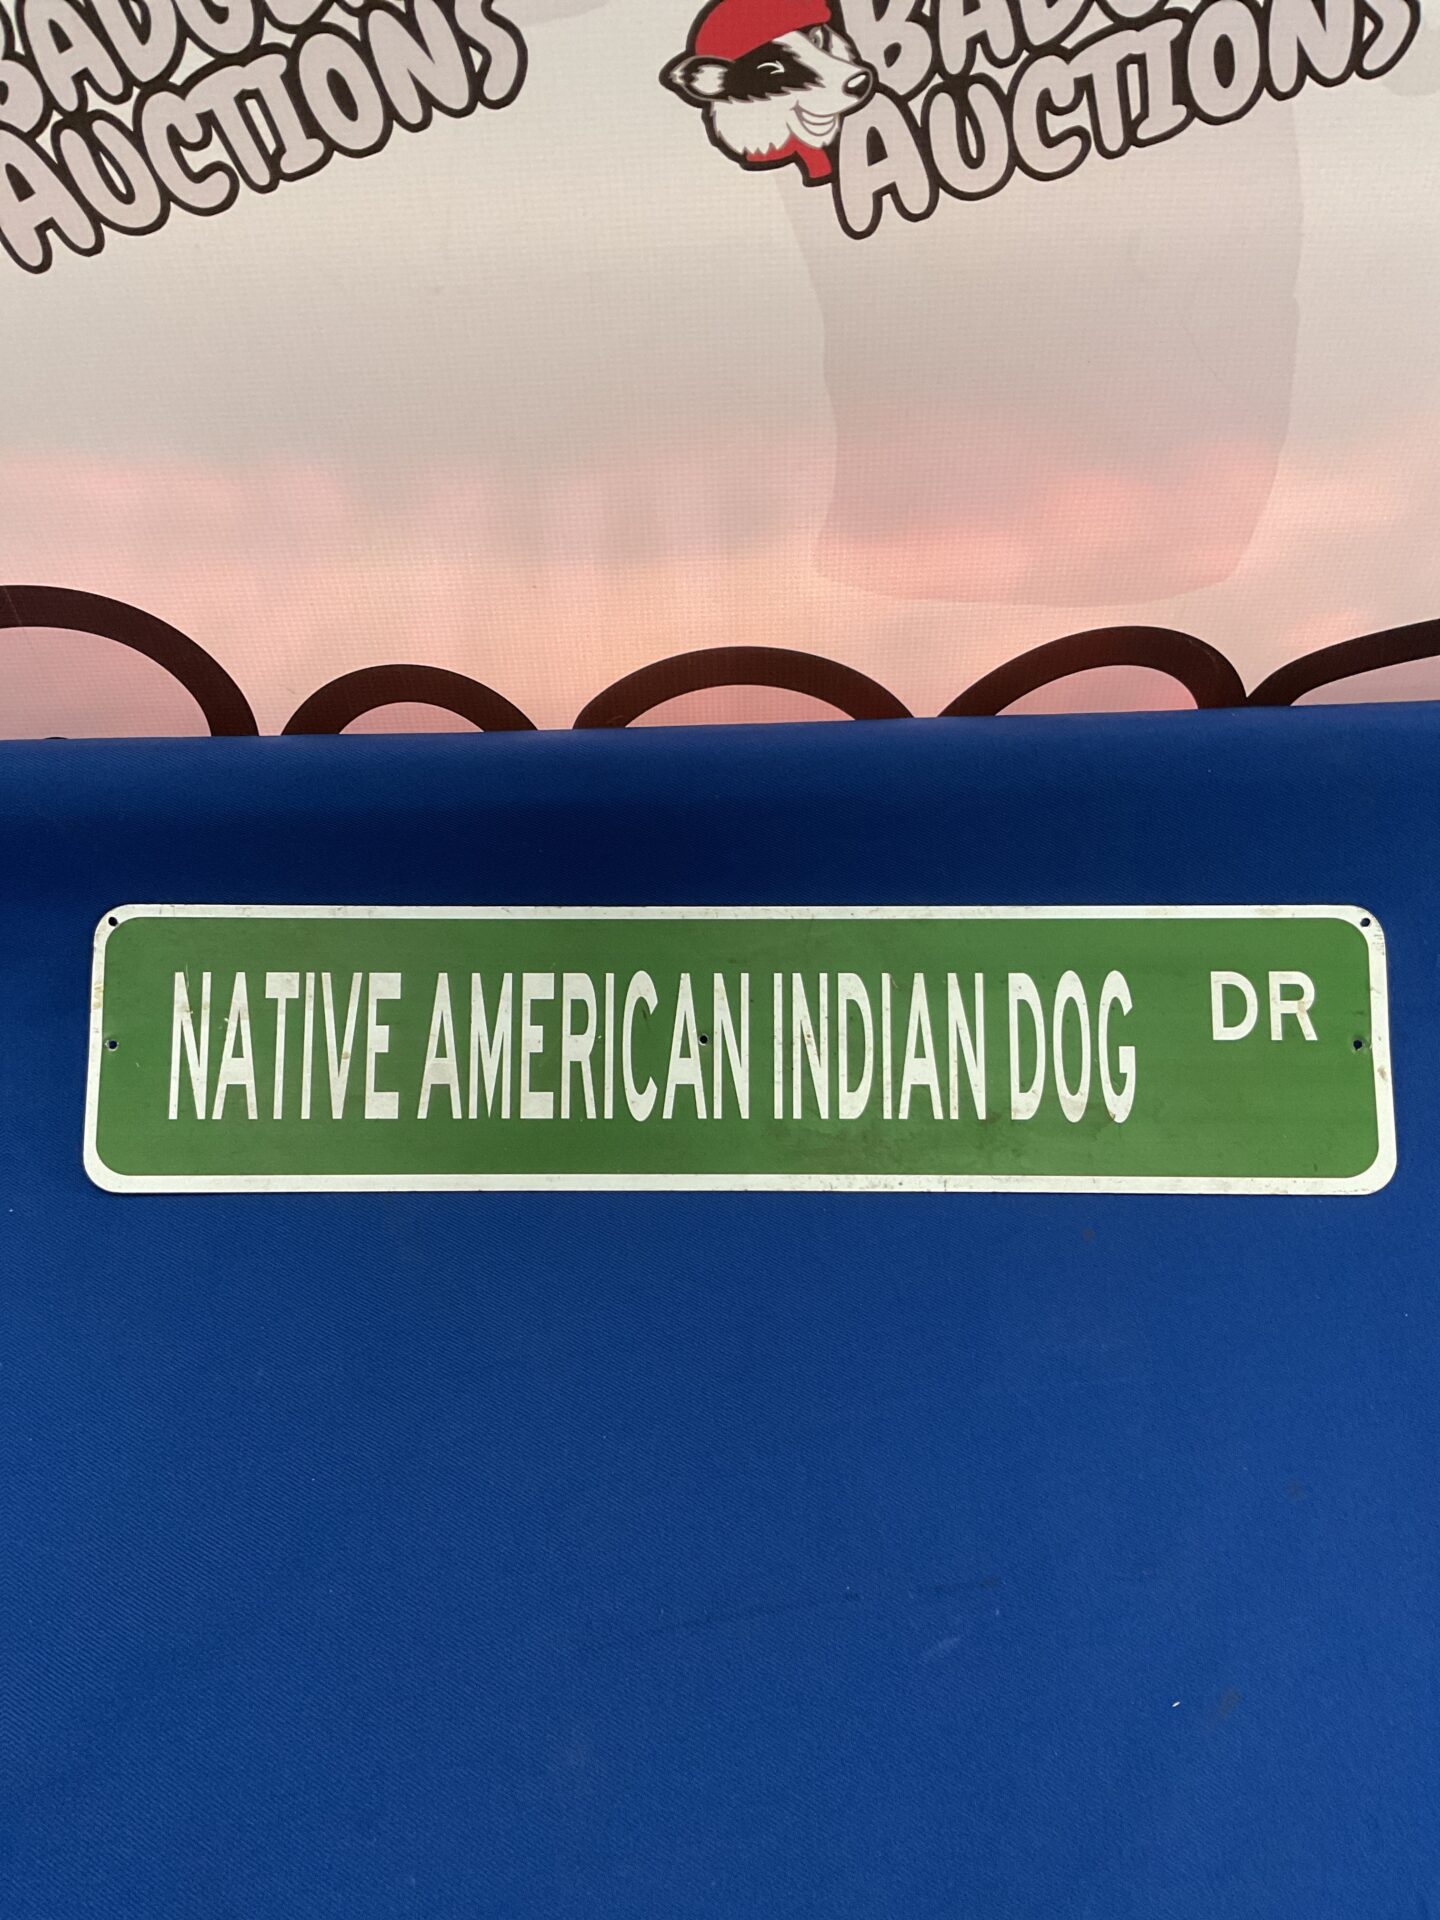 BADGER
AUCTIONS
BADGER
AUCTIONS
NATIVE AMERICAN INDIAN DOG DR